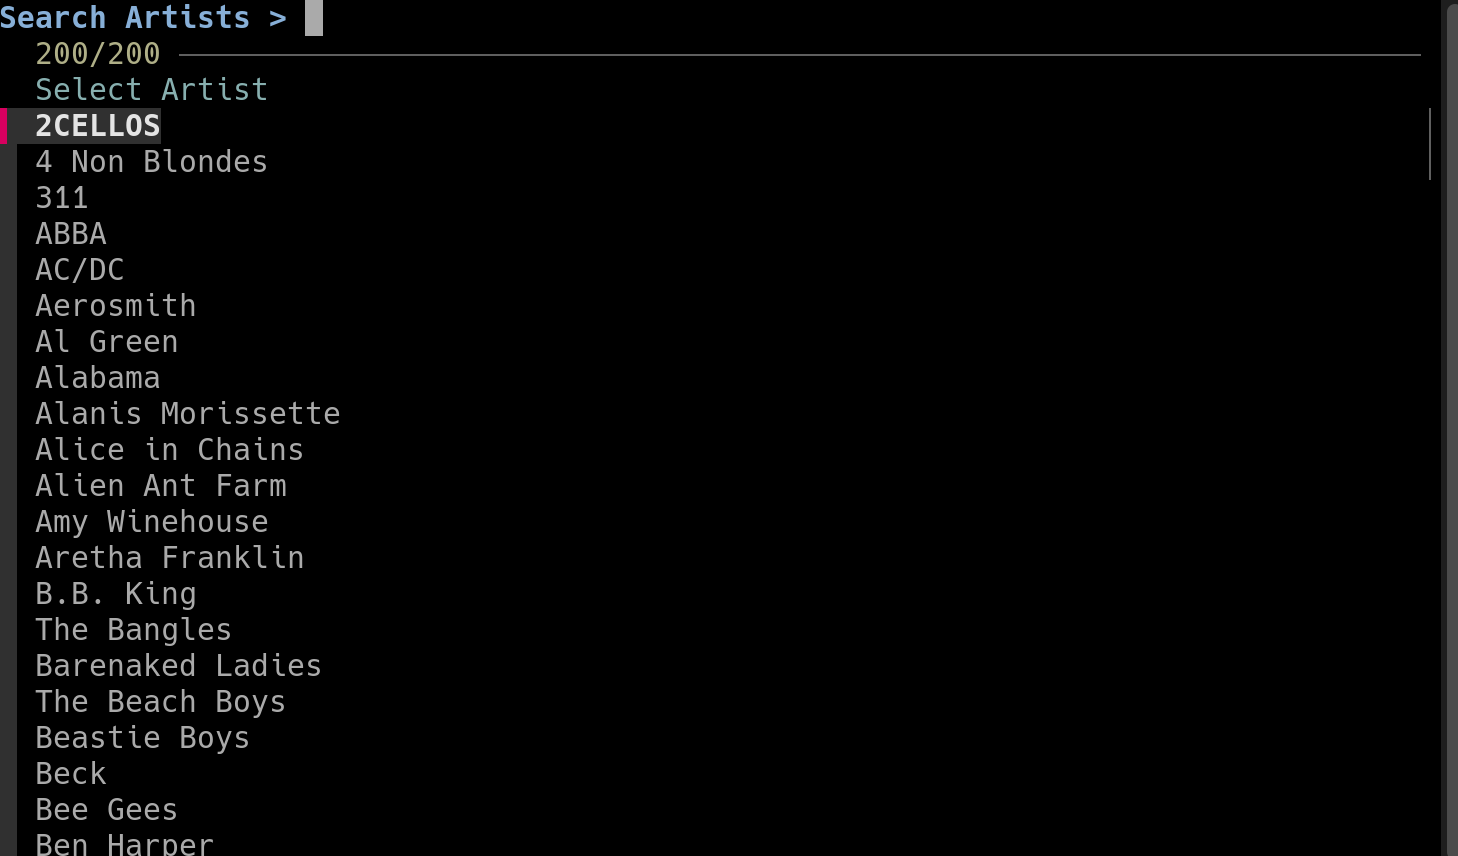 Search Artists >
200/200
Select Artist
2CELLOS
4 Non Blondes
311
ABBA
AC/DC
Aerosmith
Al Green
Alabama
Alanis Morissette
Alice in Chains
Alien Ant Farm
Amy Winehouse
Aretha Franklin
B.B. King
The Bangles
Barenaked Ladies
The Beach Boys
Beastie Boys
Beck
Bee Gees
Ben Harper